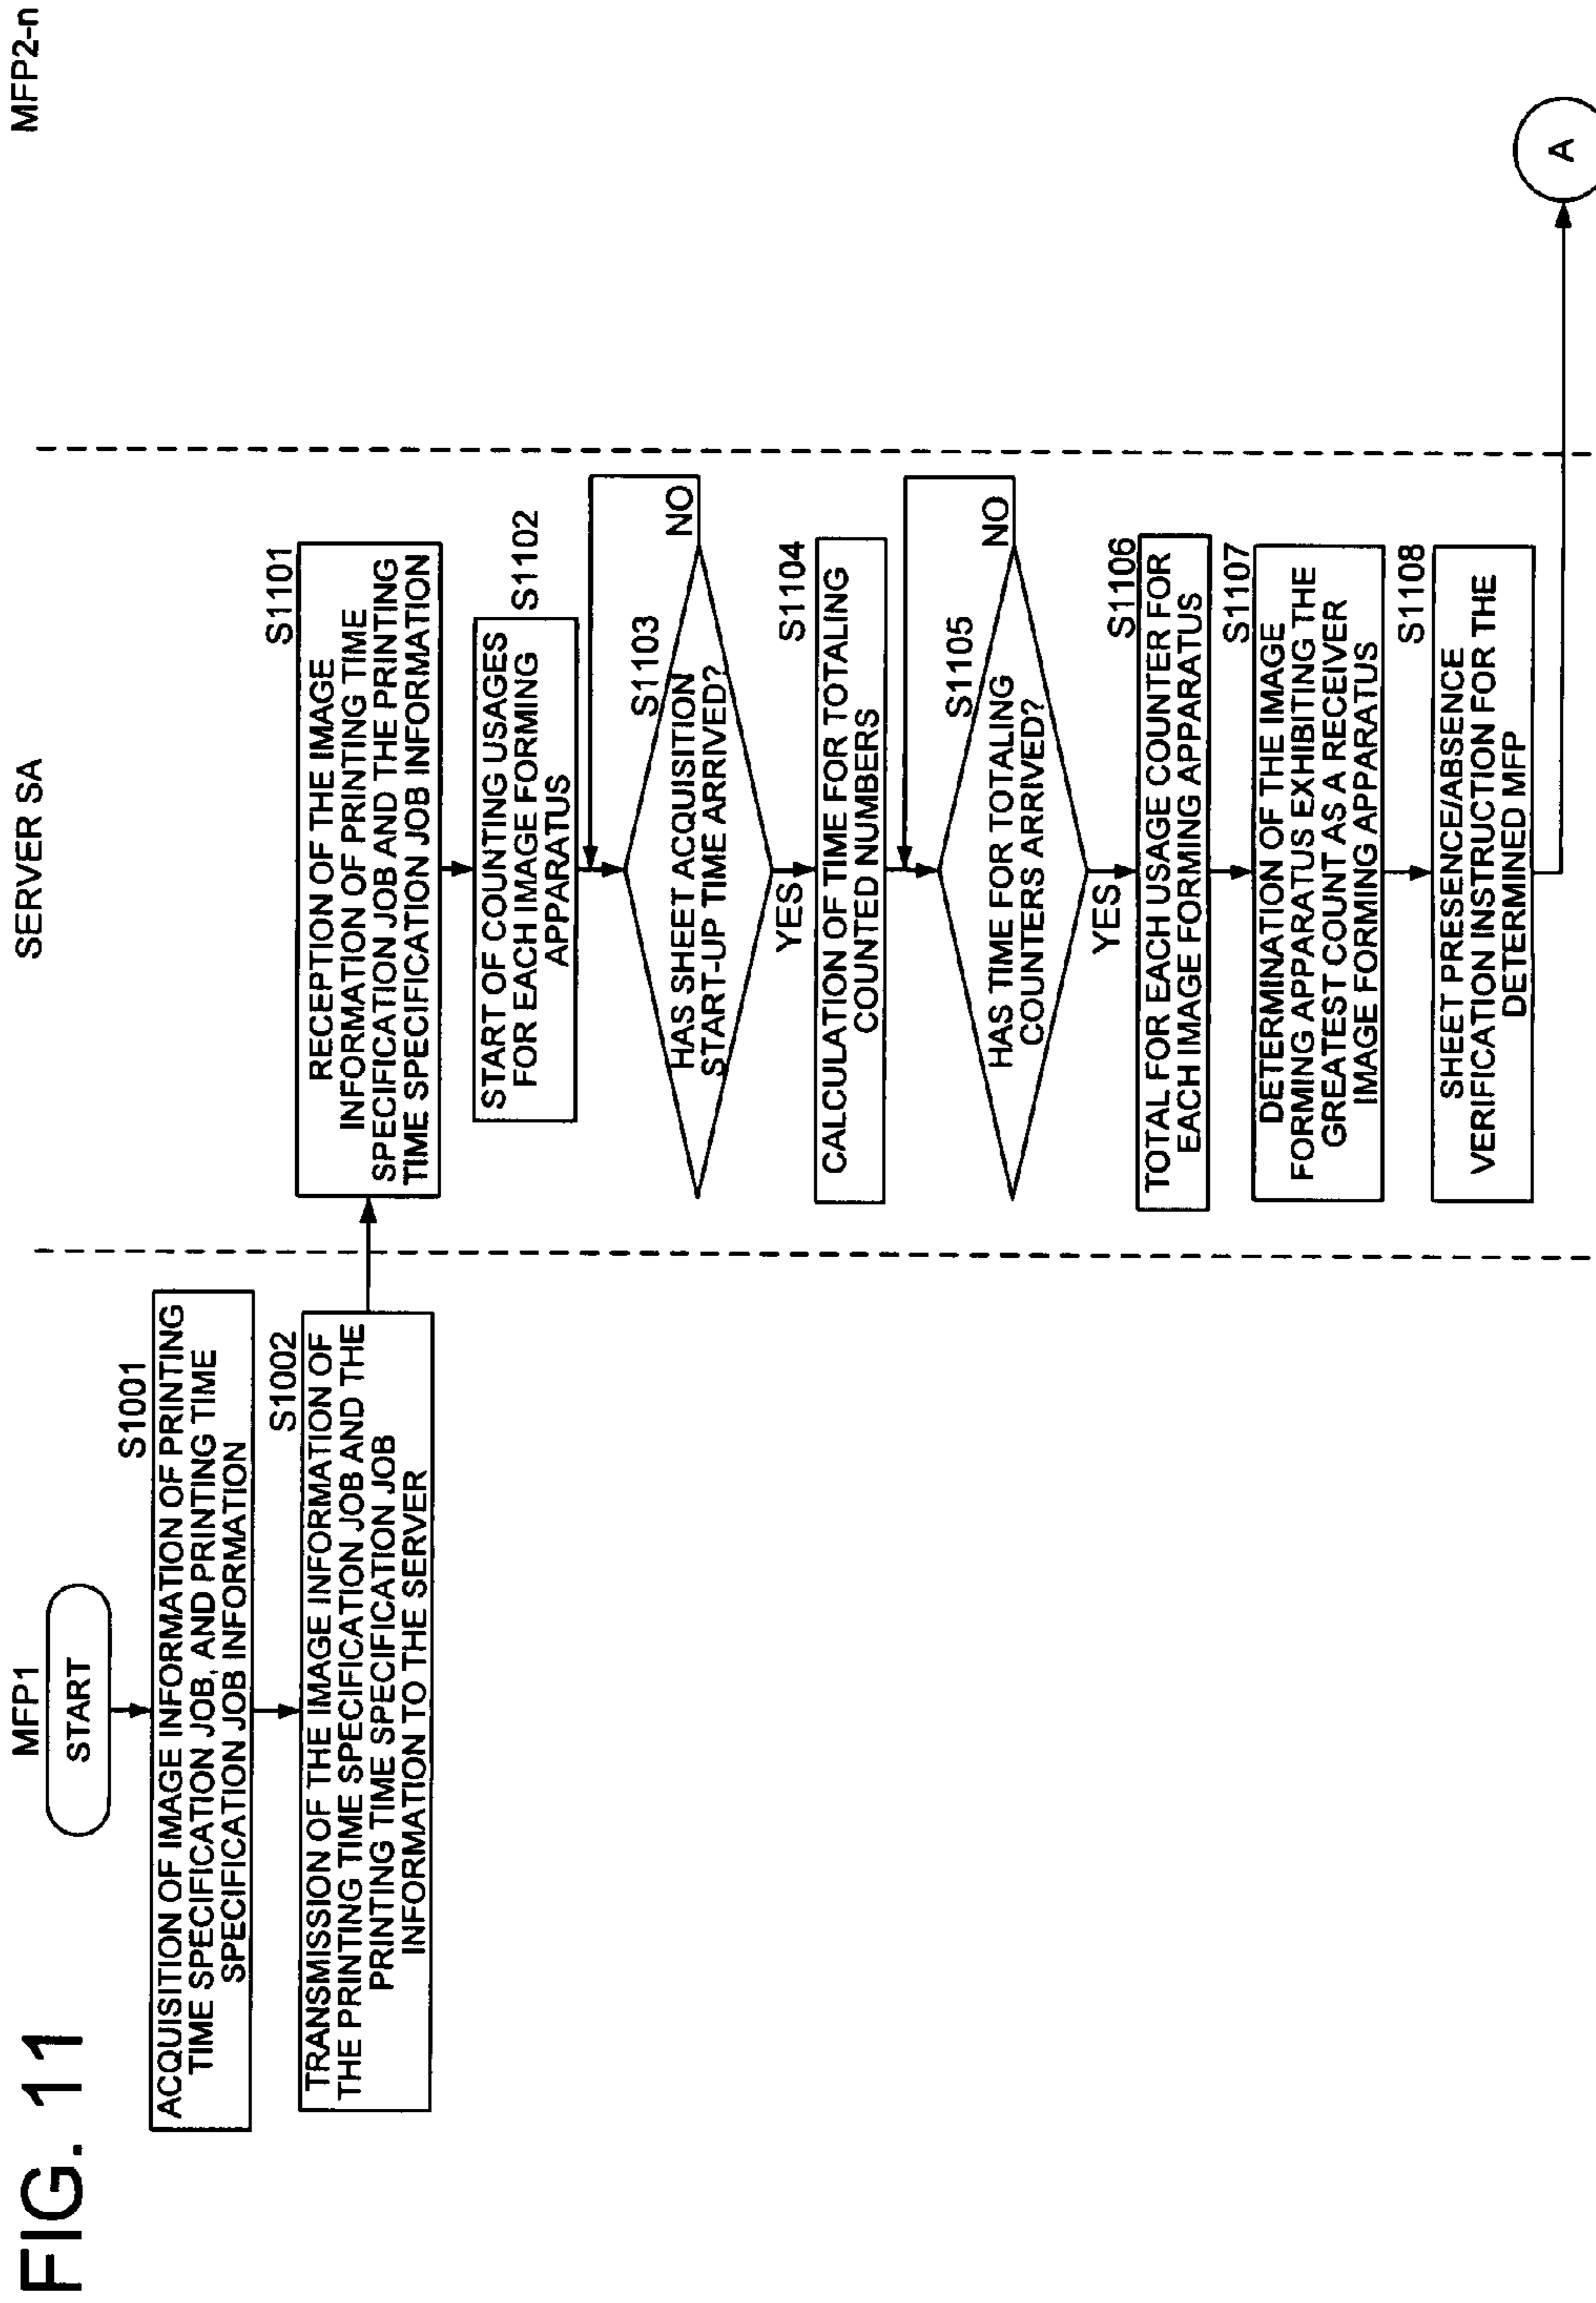 FIG. 11
MFP1
START
S1001
ACQUISITION OF IMAGE INFORMATION OF PRINTING
TIME SPECIFICATION JOB, AND PRINTING TIME
SPECIFICATION JOB INFORMATION
S1002
TRANSMISSION OF THE IMAGE INFORMATION OF
THE PRINTING TIME SPECIFICATION JOB AND THE
PRINTING TIME SPECIFICATION JOB
INFORMATION TO THE SERVER
SERVER SA
S1101
RECEPTION OF THE IMAGE
INFORMATION OF PRINTING TIME
SPECIFICATION JOB AND THE PRINTING
TIME SPECIFICATION JOB INFORMATION
S1102
START OF COUNTING USAGES
FOR EACH IMAGE FORMING
APPARATUS
S1103
HAS SHEET ACQUISITION
START-UP TIME ARRIVED?
NO
YES
S1104
CALCULATION OF TIME FOR TOTALING
COUNTED NUMBERS
S1105
HAS TIME FOR TOTALING
COUNTERS ARRIVED?
NO
YES
S1106
TOTAL FOR EACH USAGE COUNTER FOR
EACH IMAGE FORMING APPARATUS
S1107
DETERMINATION OF THE IMAGE
FORMING APPARATUS EXHIBITING THE
GREATEST COUNT AS A RECEIVER
IMAGE FORMING APPARATUS
S1108
SHEET PRESENCE/ABSENCE
VERIFICATION INSTRUCTION FOR THE
DETERMINED MFP
MFP2-n
A